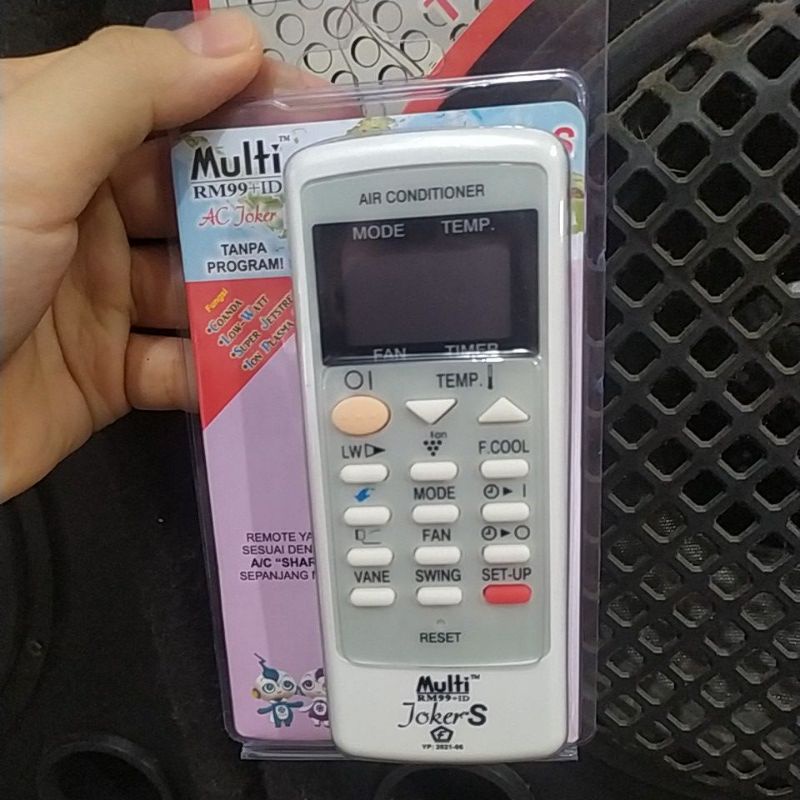 Multi™
RM99+ID
AC Joker
TANPA
PROGRAM!
S
Fungsi
•COANDA
•LOW-WATT
•SUPER JETSTRE
•ION PLASMA
REMOTE YA
SESUAI DEN
A/C "SHAR
SEPANJANG
AIR CONDITIONER
MODE TEMP.
FAN TIMER
TEMP.
LW ion F.COOL
MODE
FAN
VANE SWING SET-UP
RESET
Multi™
RM99+ID
Joker-S
F
YP: 2021-06